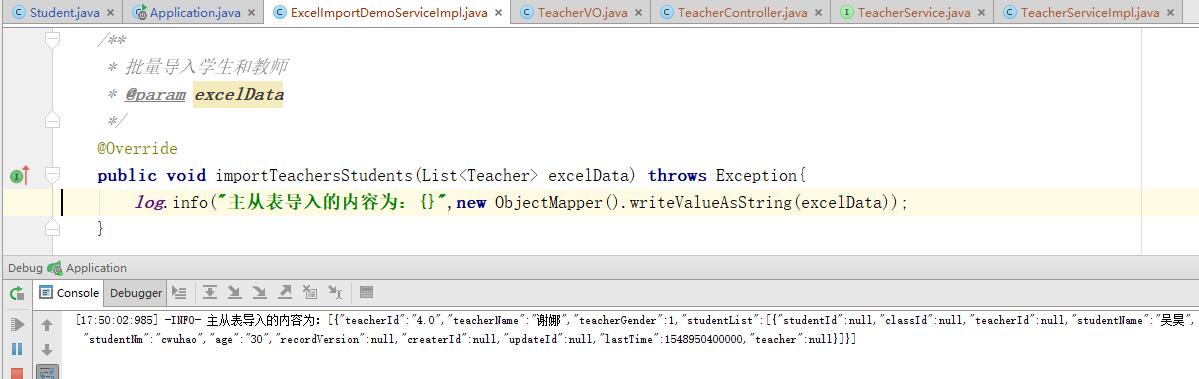 Student.java × Application.java × ExcelImportDemoServiceImpl.java × TeacherVO.java × TeacherController.java × TeacherService.java × TeacherServiceImpl.java ×
/**
* 批量导入学生和教师
* @param excelData
*/
@Override
public void importTeachersStudents(List<Teacher> excelData) throws Exception{
log.info("主从表导入的内容为: {}",new ObjectMapper().writeValueAsString(excelData));
}
Debug Application
Console Debugger
[17:50:02:985] -INFO- 主从表导入的内容为: [{"teacherId":"4.0","teacherName":"谢娜","teacherGender":1,"studentList":[{"studentId":null,"classId":null,"teacherId":null,"studentName":"吴昊",
"studentNm":"cwuhao","age":"30","recordVersion":null,"createrId":null,"updateId":null,"lastTime":1548950400000,"teacher":null}]}]